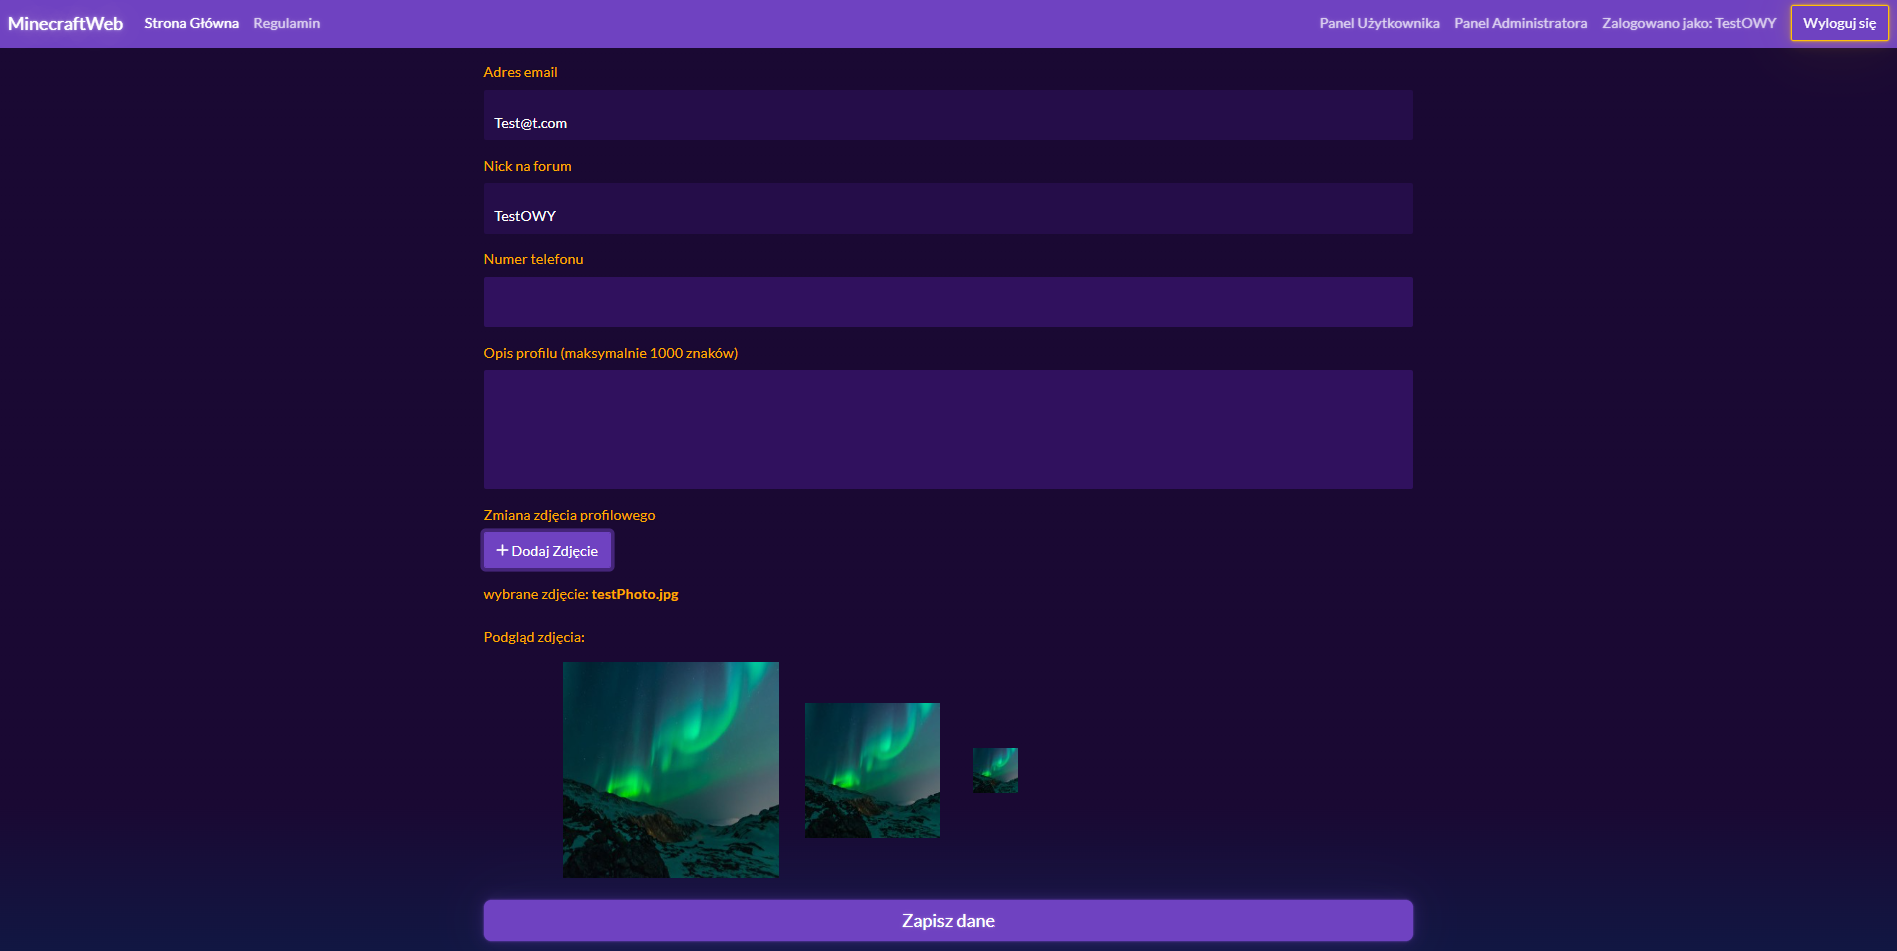 MinecraftWeb Strona Główna Regulamin Panel Użytkownika Panel Administratora Zalogowano jako: TestOWY Wyloguj się
Adres email
Test@t.com
Nick na forum
TestOWY
Numer telefonu
Opis profilu (maksymalnie 1000 znaków)
Zmiana zdjęcia profilowego
+ Dodaj Zdjęcie
wybrane zdjęcie: testPhoto.jpg
Podgląd zdjęcia:
Zapisz dane